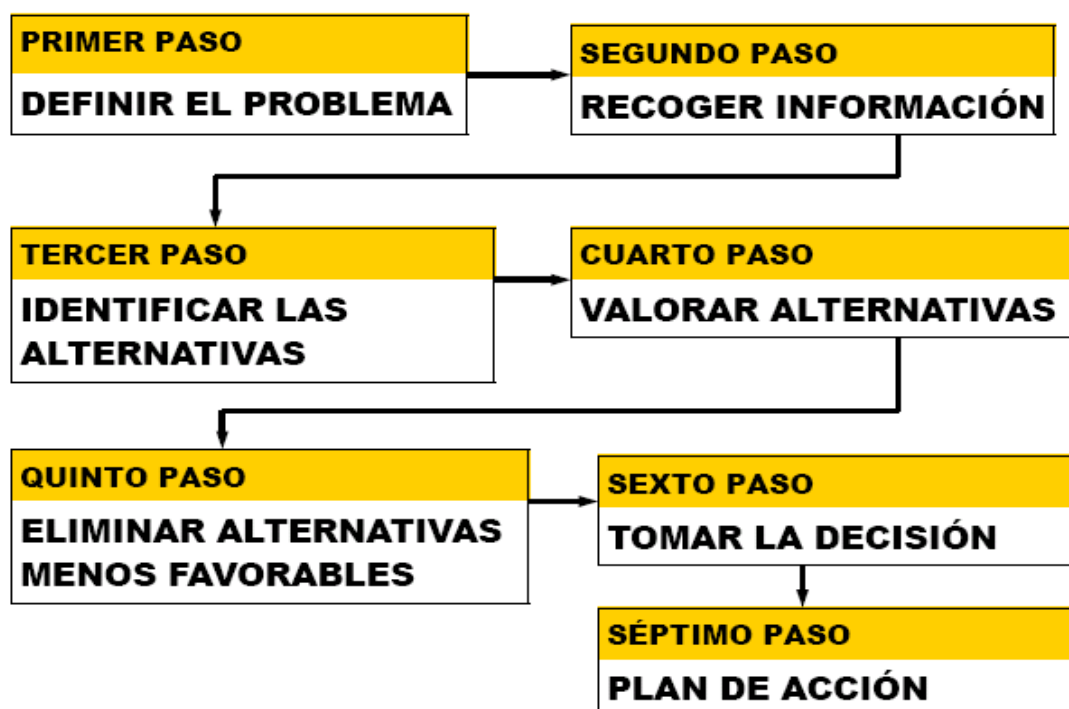 PRIMER PASO
DEFINIR EL PROBLEMA
SEGUNDO PASO
RECOGER INFORMACIÓN
TERCER PASO
IDENTIFICAR LAS
ALTERNATIVAS
CUARTO PASO
VALORAR ALTERNATIVAS
QUINTO PASO
ELIMINAR ALTERNATIVAS
MENOS FAVORABLES
SEXTO PASO
TOMAR LA DECISIÓN
SÉPTIMO PASO
PLAN DE ACCIÓN